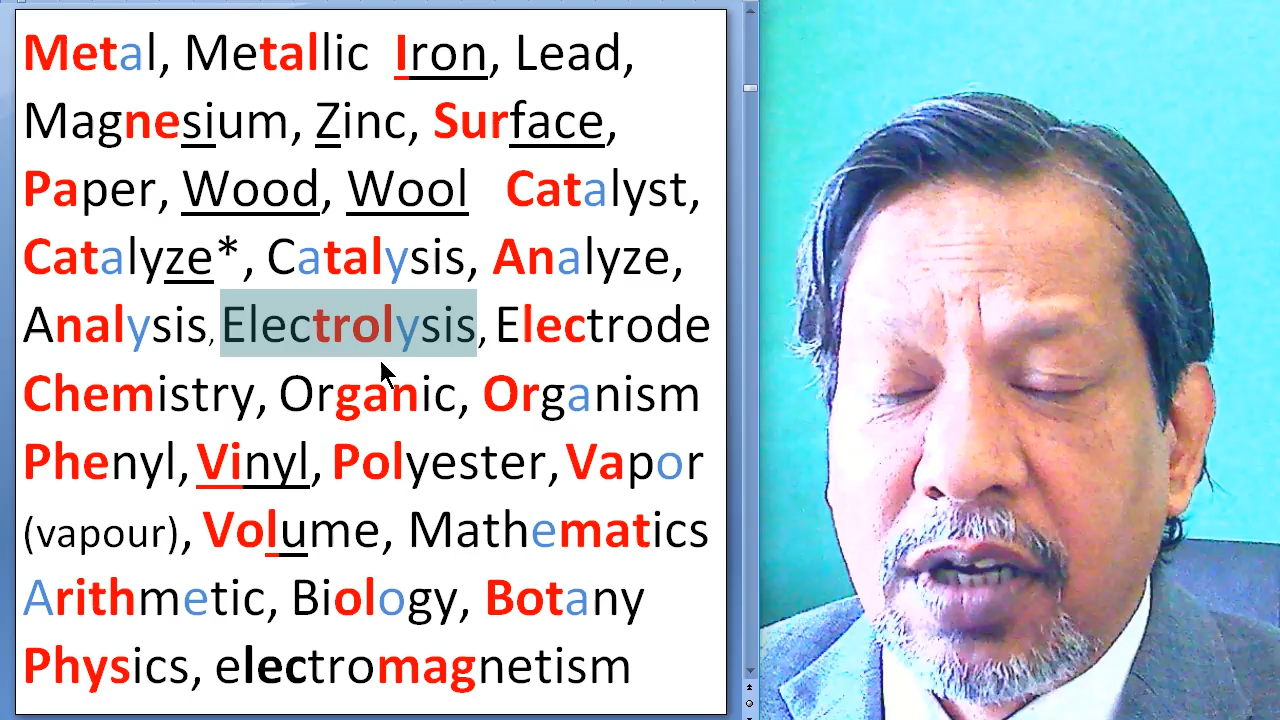 Metal, Metallic Iron, Lead,
Magnesium, Zinc, Surface,
Paper, Wood, Wool Catalyst,
Catalyze*, Catalysis, Analyze,
Analysis, Electrolysis, Electrode
Chemistry, Organic, Organism
Phenyl, Vinyl, Polyester, Vapor
(vapour), Volume, Mathematics
Arithmetic, Biology, Botany
Physics, electromagnetism